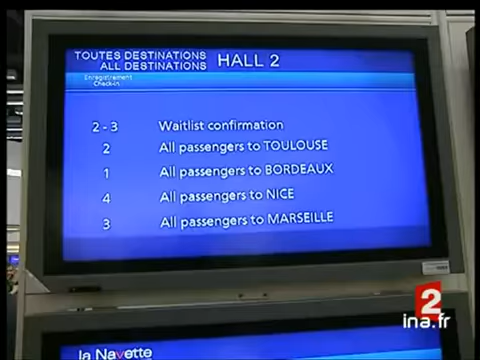 TOUTES DESTINATIONS
ALL DESTINATIONS
HALL 2
Enregistrement
Check-in
2 - 3 Waitlist confirmation
2 All passengers to TOULOUSE
1 All passengers to BORDEAUX
4 All passengers to NICE
3 All passengers to MARSEILLE
2
ina.fr
la Navette